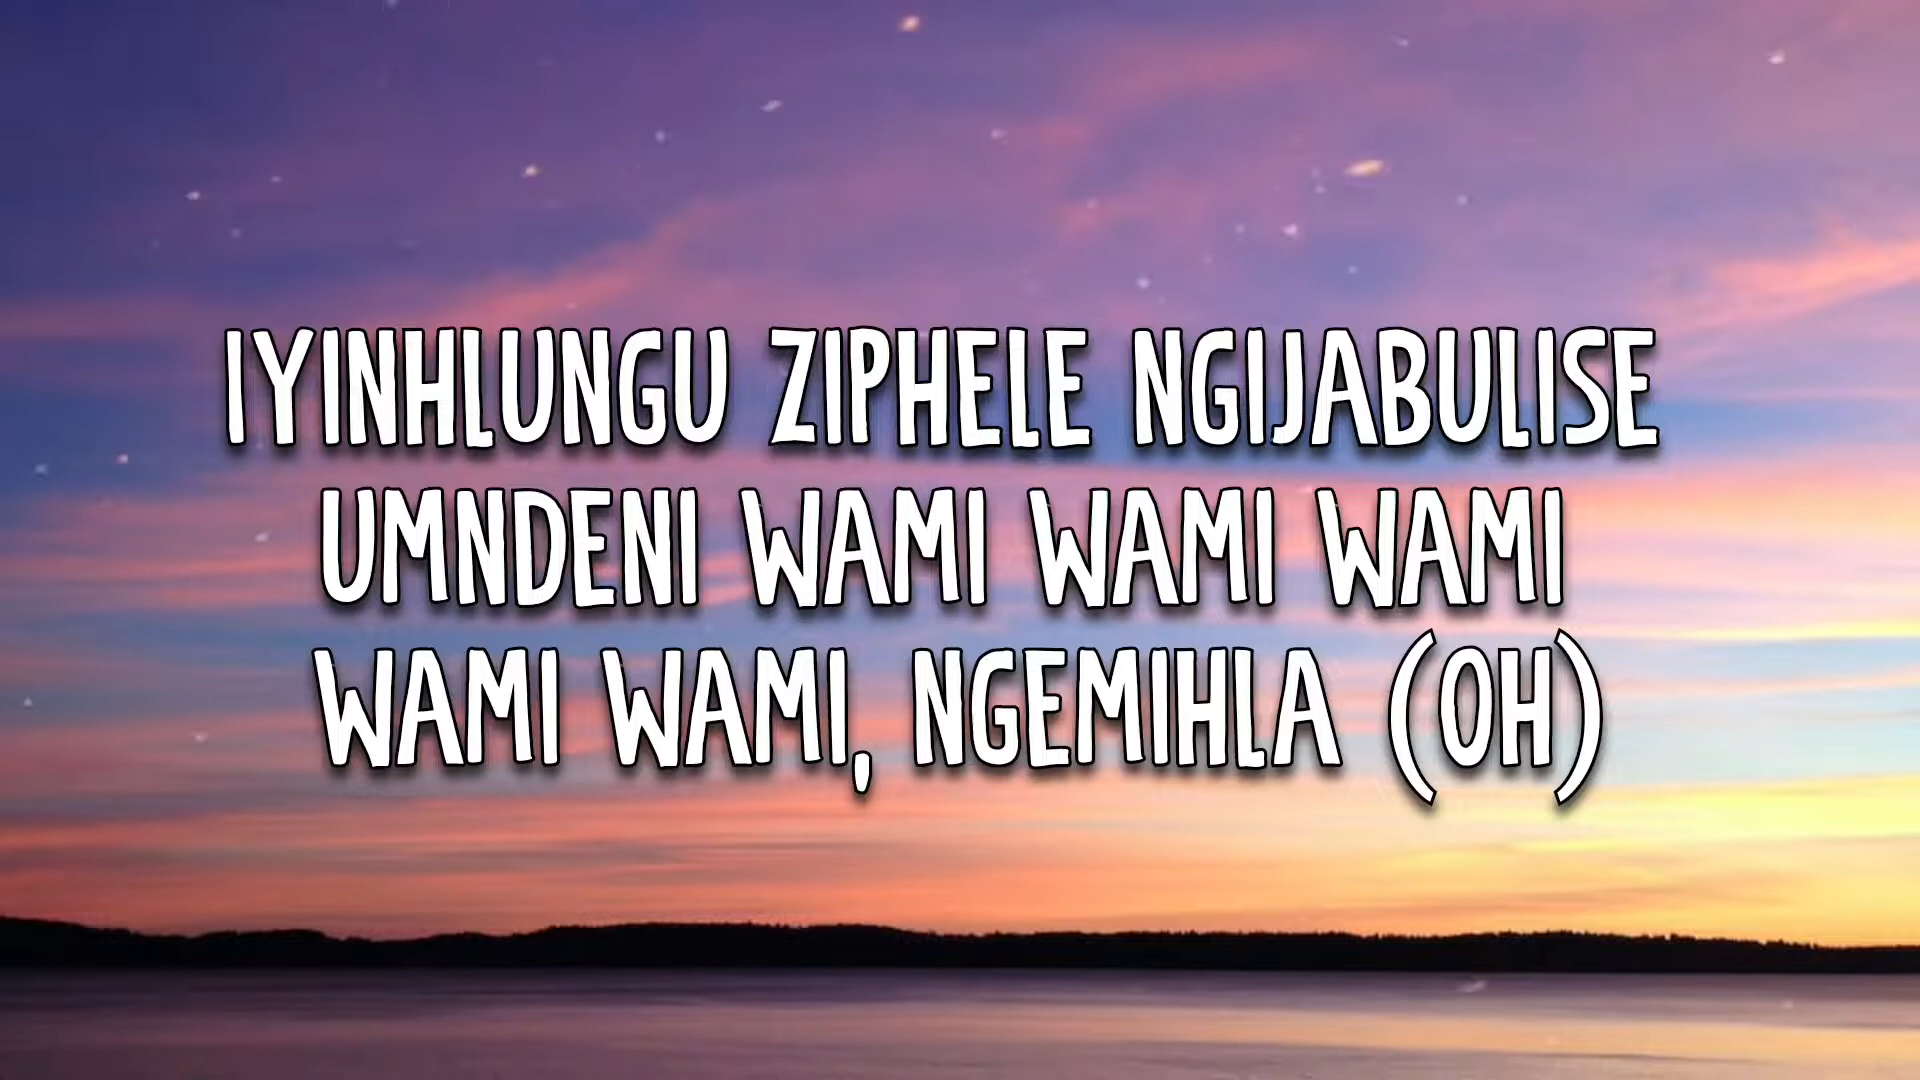 IYINHLUNGU ZIPHELE NGIJABULISE
UMNDENI WAMI WAMI WAMI
WAMI WAMI, NGEMIHLA (OH)